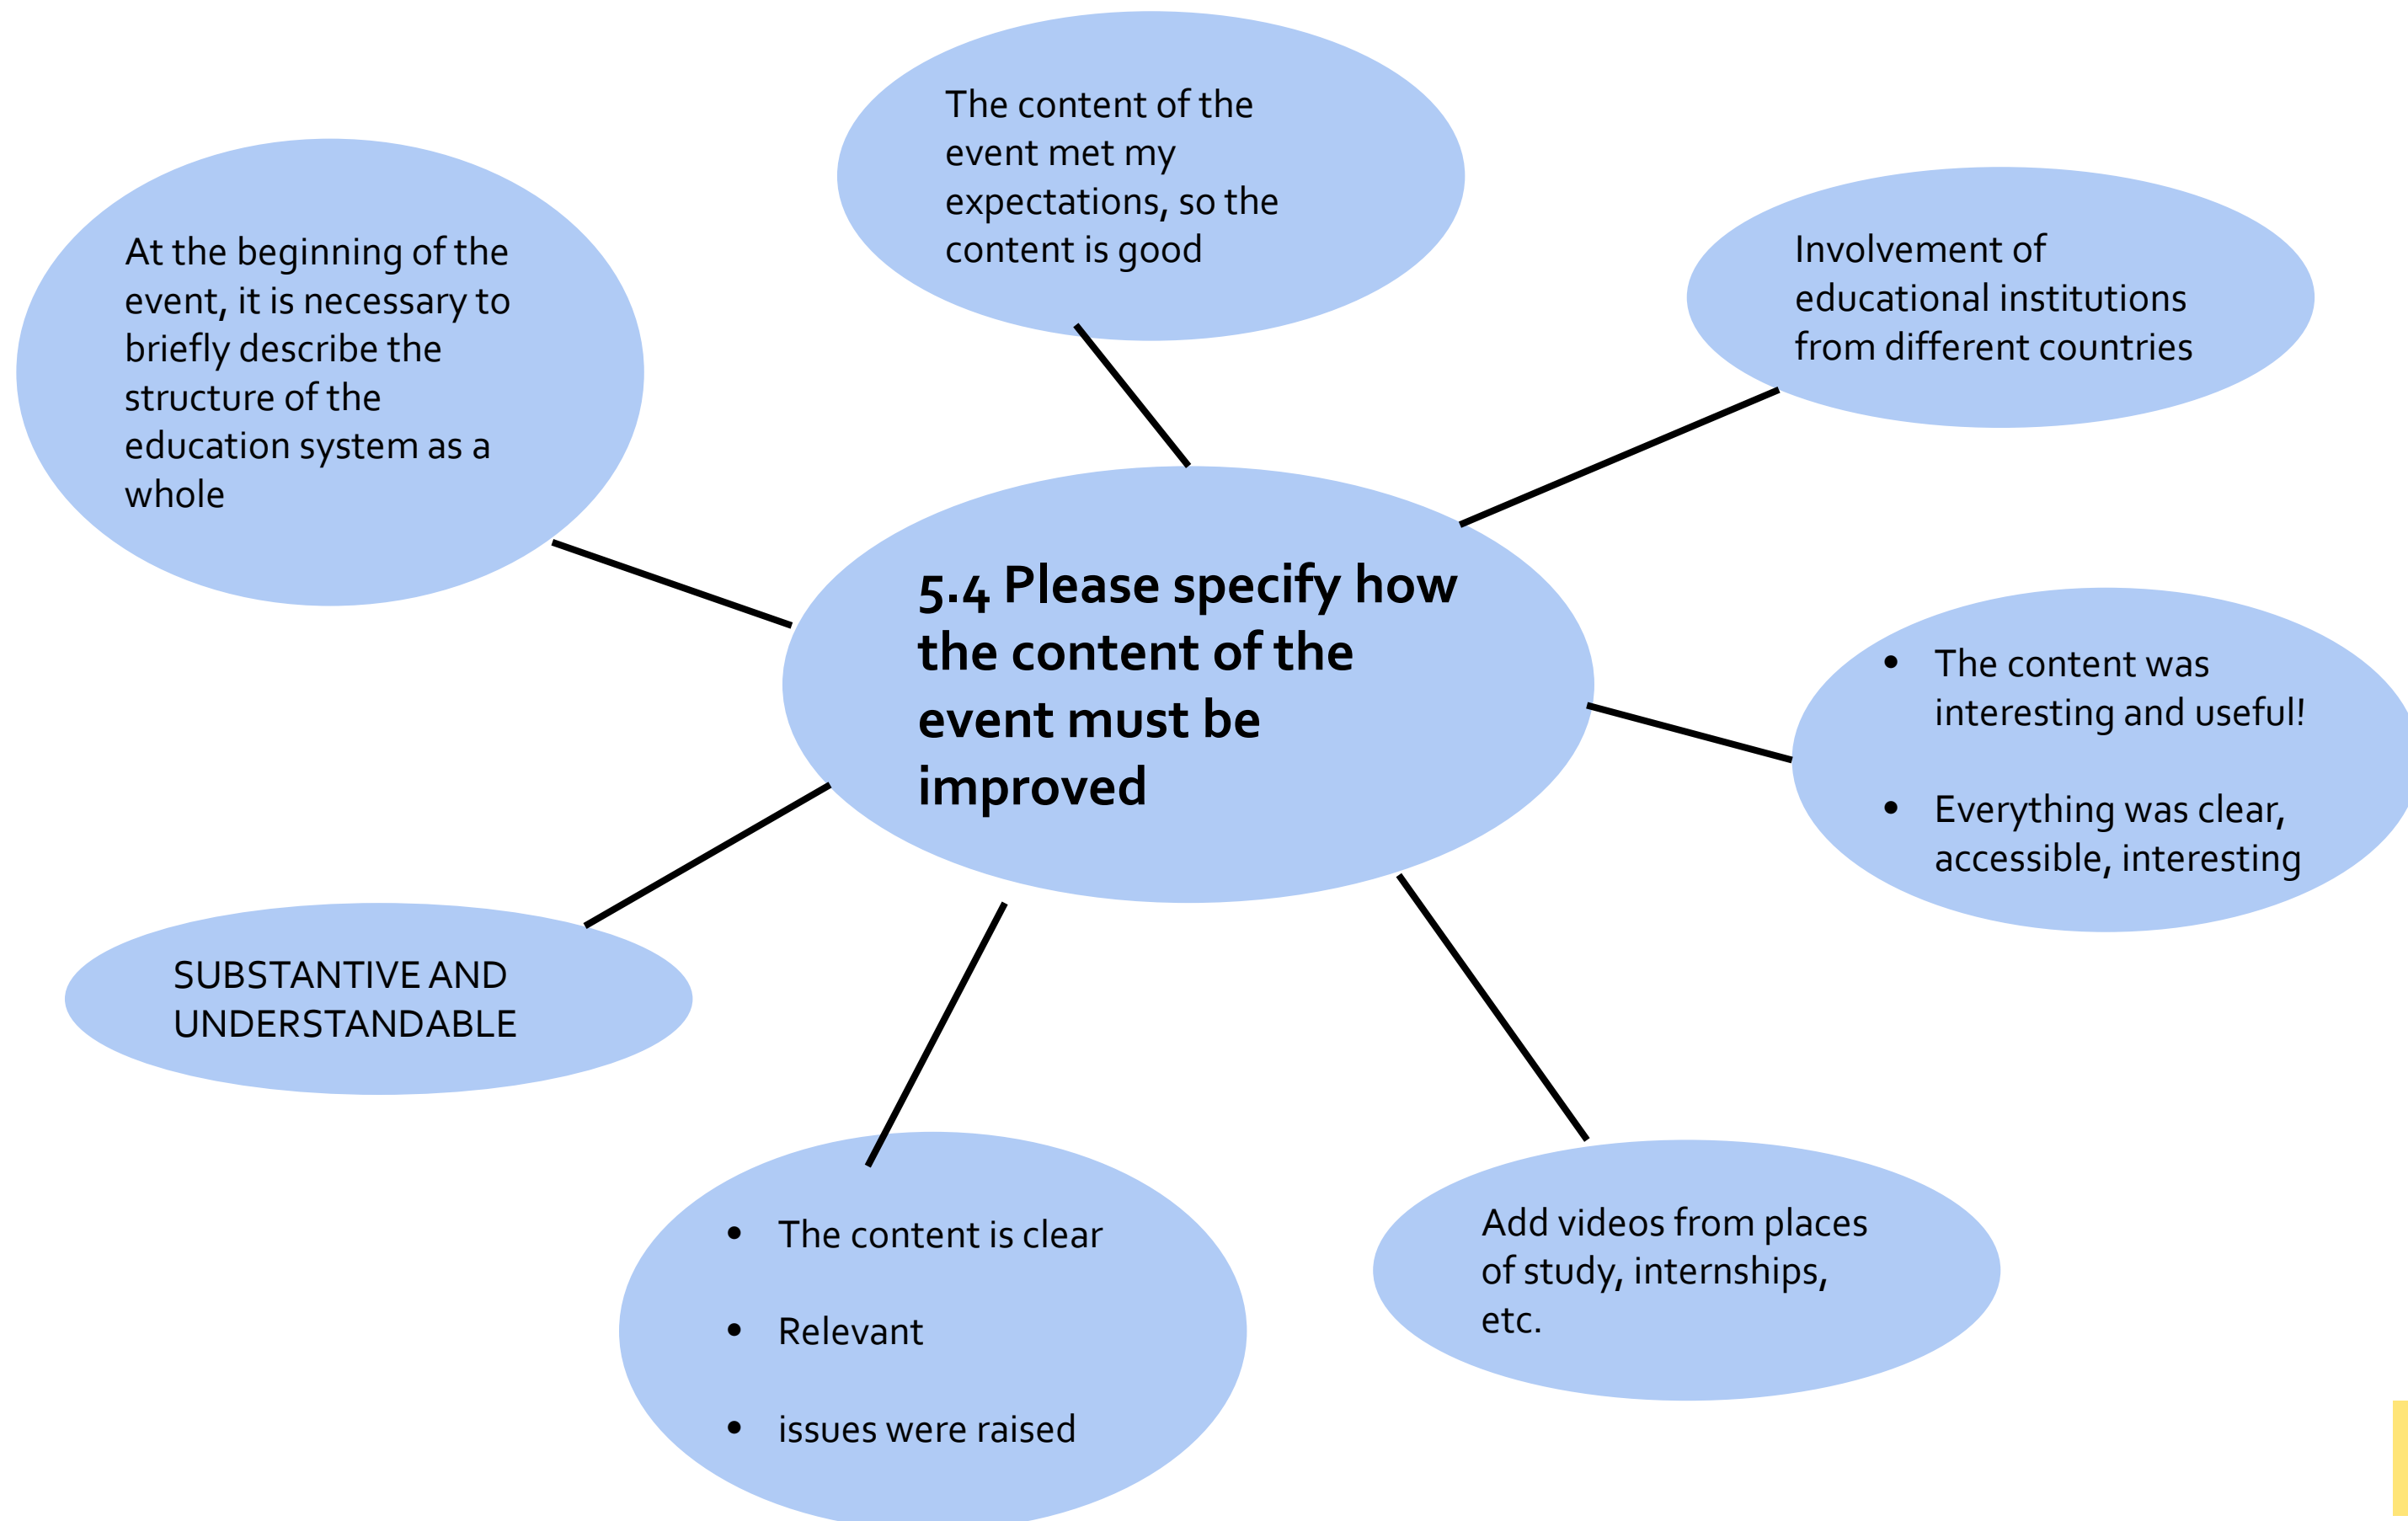 The content of the
event met my
expectations, so the
content is good
At the beginning of the
event, it is necessary to
briefly describe the
structure of the
education system as a
whole
Involvement of
educational institutions
from different countries
5.4 Please specify how
the content of the
event must be
improved
• The content was
interesting and useful!
• Everything was clear,
accessible, interesting
SUBSTANTIVE AND
UNDERSTANDABLE
• The content is clear
• Relevant
• issues were raised
Add videos from places
of study, internships,
etc.